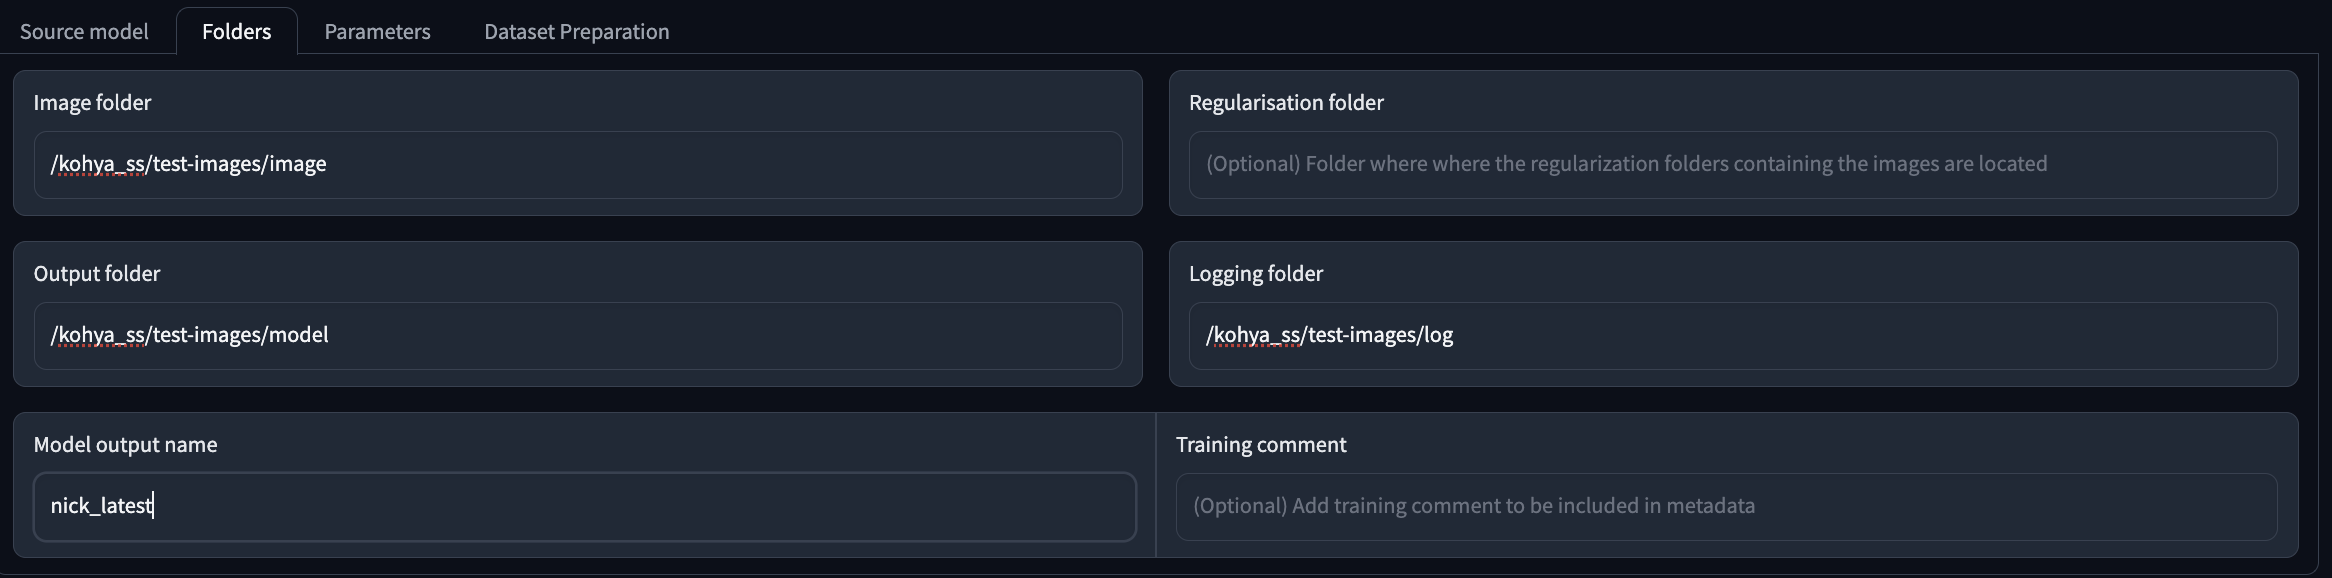 Source model
Folders
Parameters
Dataset Preparation
Image folder
/kohya_ss/test-images/image
Regularisation folder
(Optional) Folder where where the regularization folders containing the images are located
Output folder
/kohya_ss/test-images/model
Logging folder
/kohya_ss/test-images/log
Model output name
nick_latest
Training comment
(Optional) Add training comment to be included in metadata